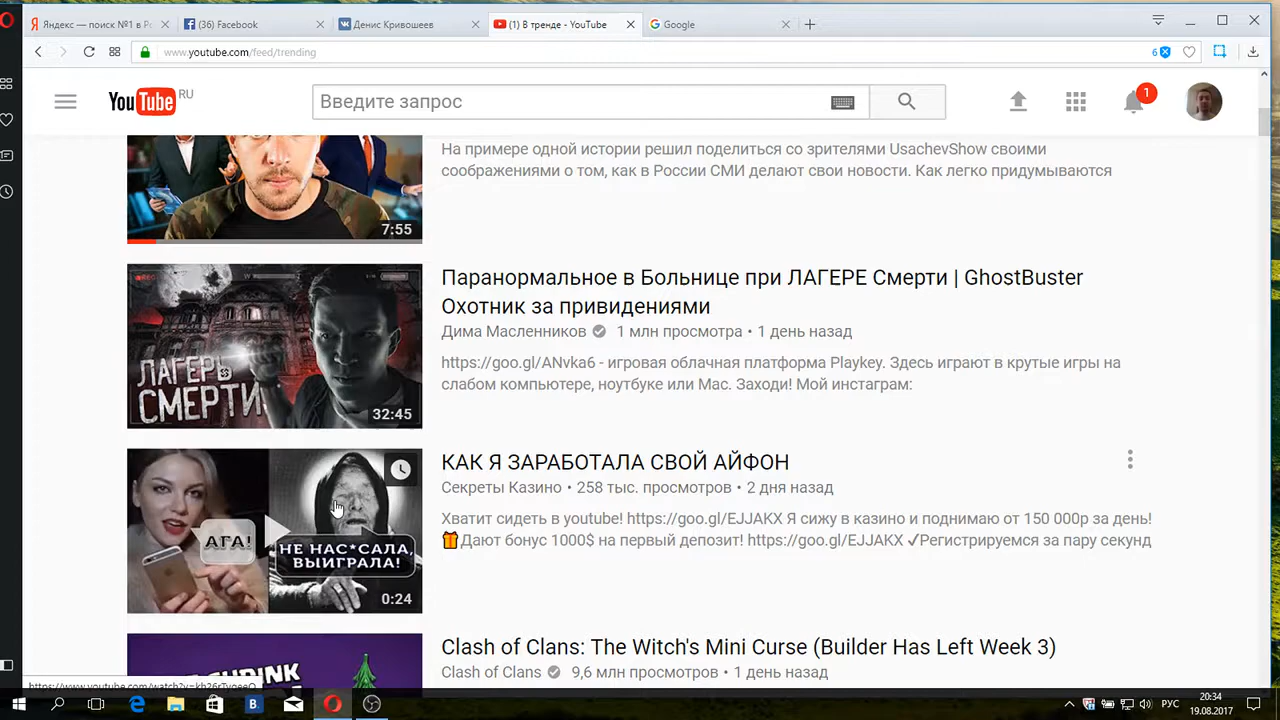 Яндекс — поиск №1 в Ро
(36) Facebook
Денис Кривошеев
(1) В тренде - YouTube
Google
www.youtube.com/feed/trending
6
YouTube RU
Введите запрос
1
7:55
На примере одной истории решил поделиться со зрителями UsachevShow своими
соображениями о том, как в России СМИ делают свои новости. Как легко придумываются
ЛАГЕРЬ
СМЕРТИ
32:45
Паранормальное в Больнице при ЛАГЕРЕ Смерти | GhostBuster
Охотник за привидениями
Дима Масленников 1 млн просмотра • 1 день назад
https://goo.gl/ANvka6 - игровая облачная платформа Playkey. Здесь играют в крутые игры на
слабом компьютере, ноутбуке или Mac. Заходи! Мой инстаграм:
АГА!
НЕ НАС*САЛА,
ВЫИГРАЛА!
0:24
КАК Я ЗАРАБОТАЛА СВОЙ АЙФОН
Секреты Казино • 258 тыс. просмотров • 2 дня назад
Хватит сидеть в youtube! https://goo.gl/EJJAKX Я сижу в казино и поднимаю от 150 000р за день!
Дают бонус 1000$ на первый депозит! https://goo.gl/EJJAKX ✓Регистрируемся за пару секунд
SHRINK
Clash of Clans: The Witch's Mini Curse (Builder Has Left Week 3)
Clash of Clans 9,6 млн просмотров • 1 день назад
РУС
20:34
19.08.2017